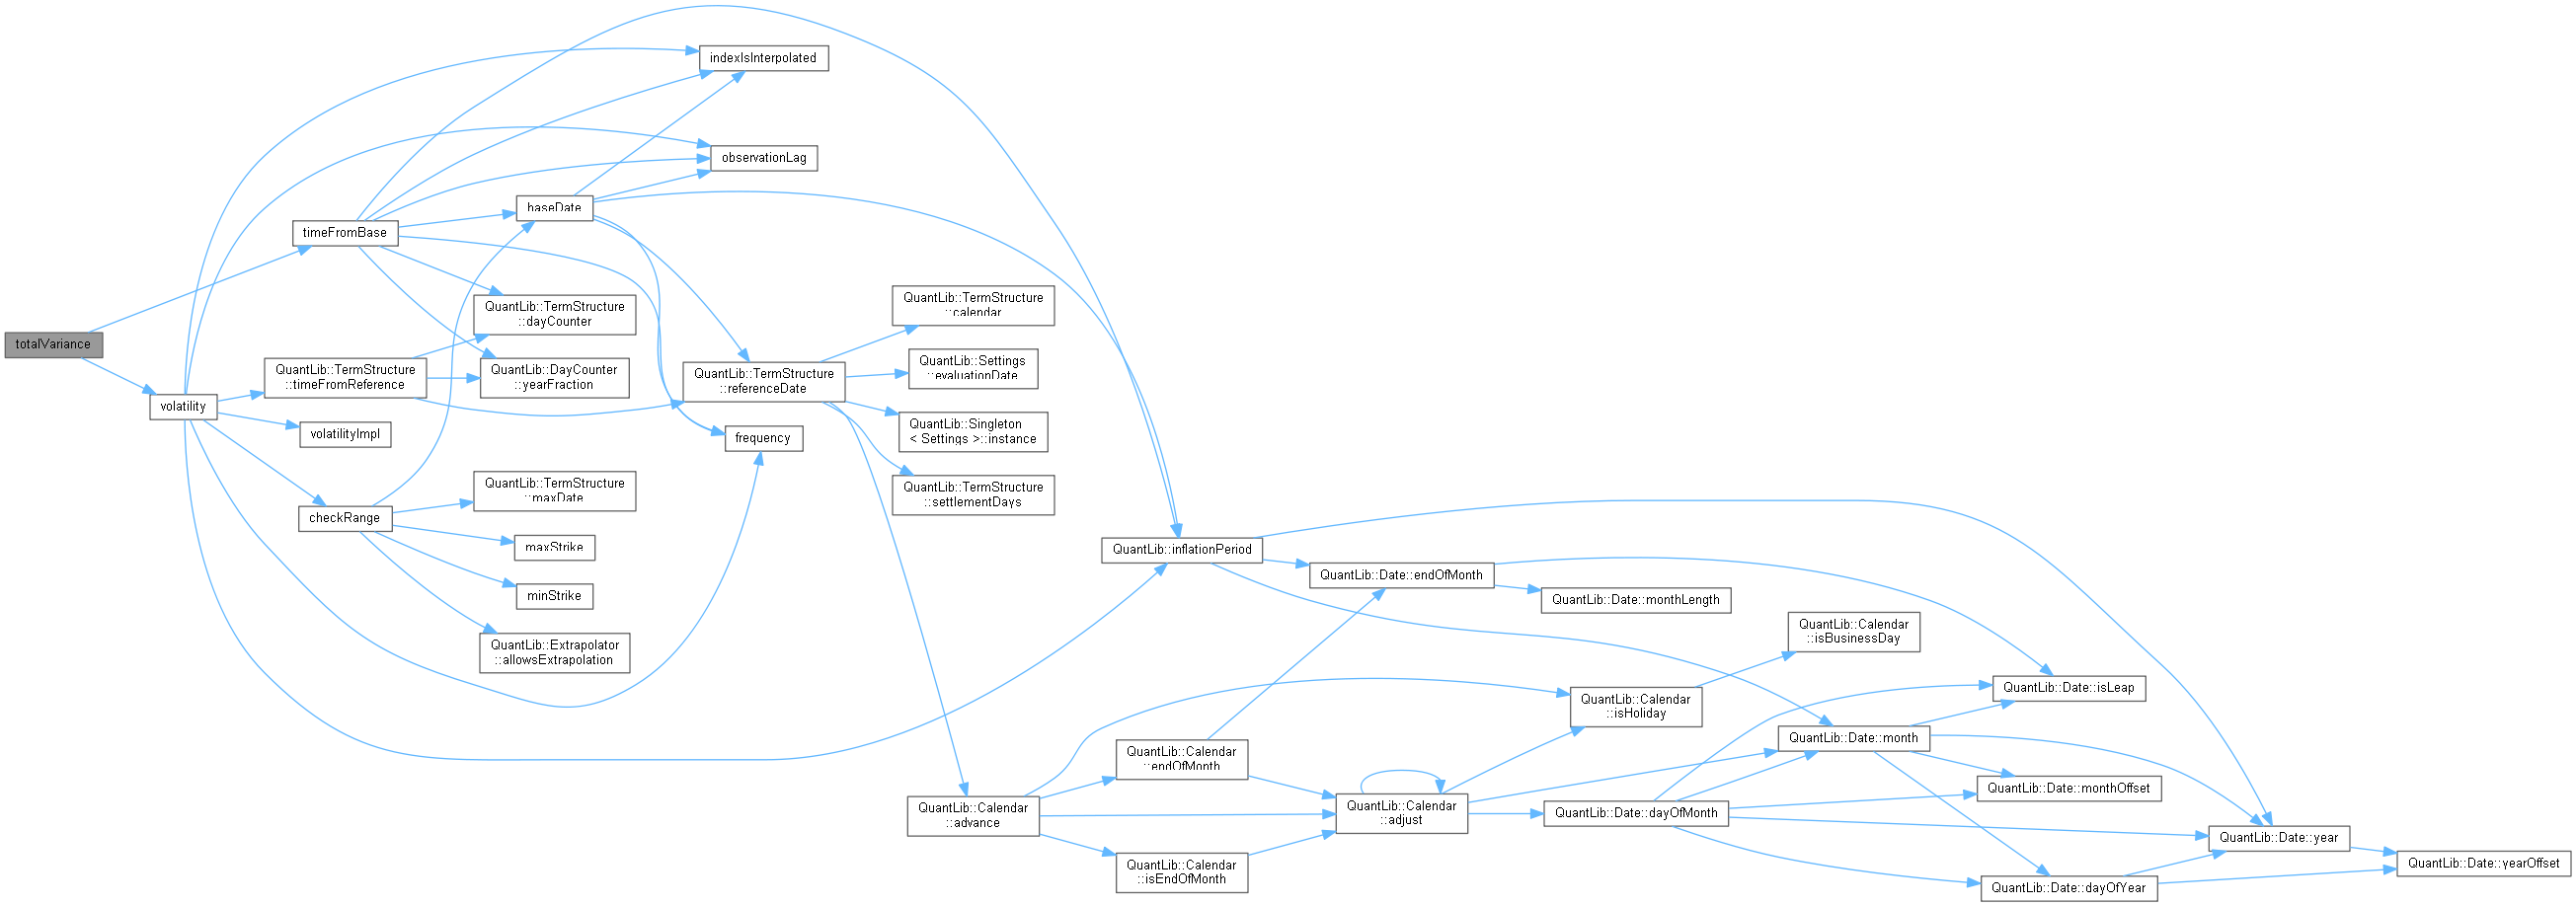 indexIsInterpolated
observationLag
baseDate
timeFromBase
QuantLib::TermStructure
::dayCounter
QuantLib::TermStructure
::calendar
totalVariance
QuantLib::TermStructure
::timeFromReference
QuantLib::DayCounter
::yearFraction
QuantLib::TermStructure
::referenceDate
QuantLib::Settings
::evaluationDate
volatility
volatilityImpl
frequency
QuantLib::Singleton
< Settings >::instance
QuantLib::TermStructure
::maxDate
QuantLib::TermStructure
::settlementDays
checkRange
maxStrike
minStrike
QuantLib::Extrapolator
::allowsExtrapolation
QuantLib::inflationPeriod
QuantLib::Date::endOfMonth
QuantLib::Date::monthLength
QuantLib::Calendar
::isBusinessDay
QuantLib::Calendar
::isHoliday
QuantLib::Date::isLeap
QuantLib::Date::month
QuantLib::Calendar
::endOfMonth
QuantLib::Date::monthOffset
QuantLib::Calendar
::advance
QuantLib::Calendar
::adjust
QuantLib::Date::dayOfMonth
QuantLib::Date::year
QuantLib::Date::yearOffset
QuantLib::Calendar
::isEndOfMonth
QuantLib::Date::dayOfYear